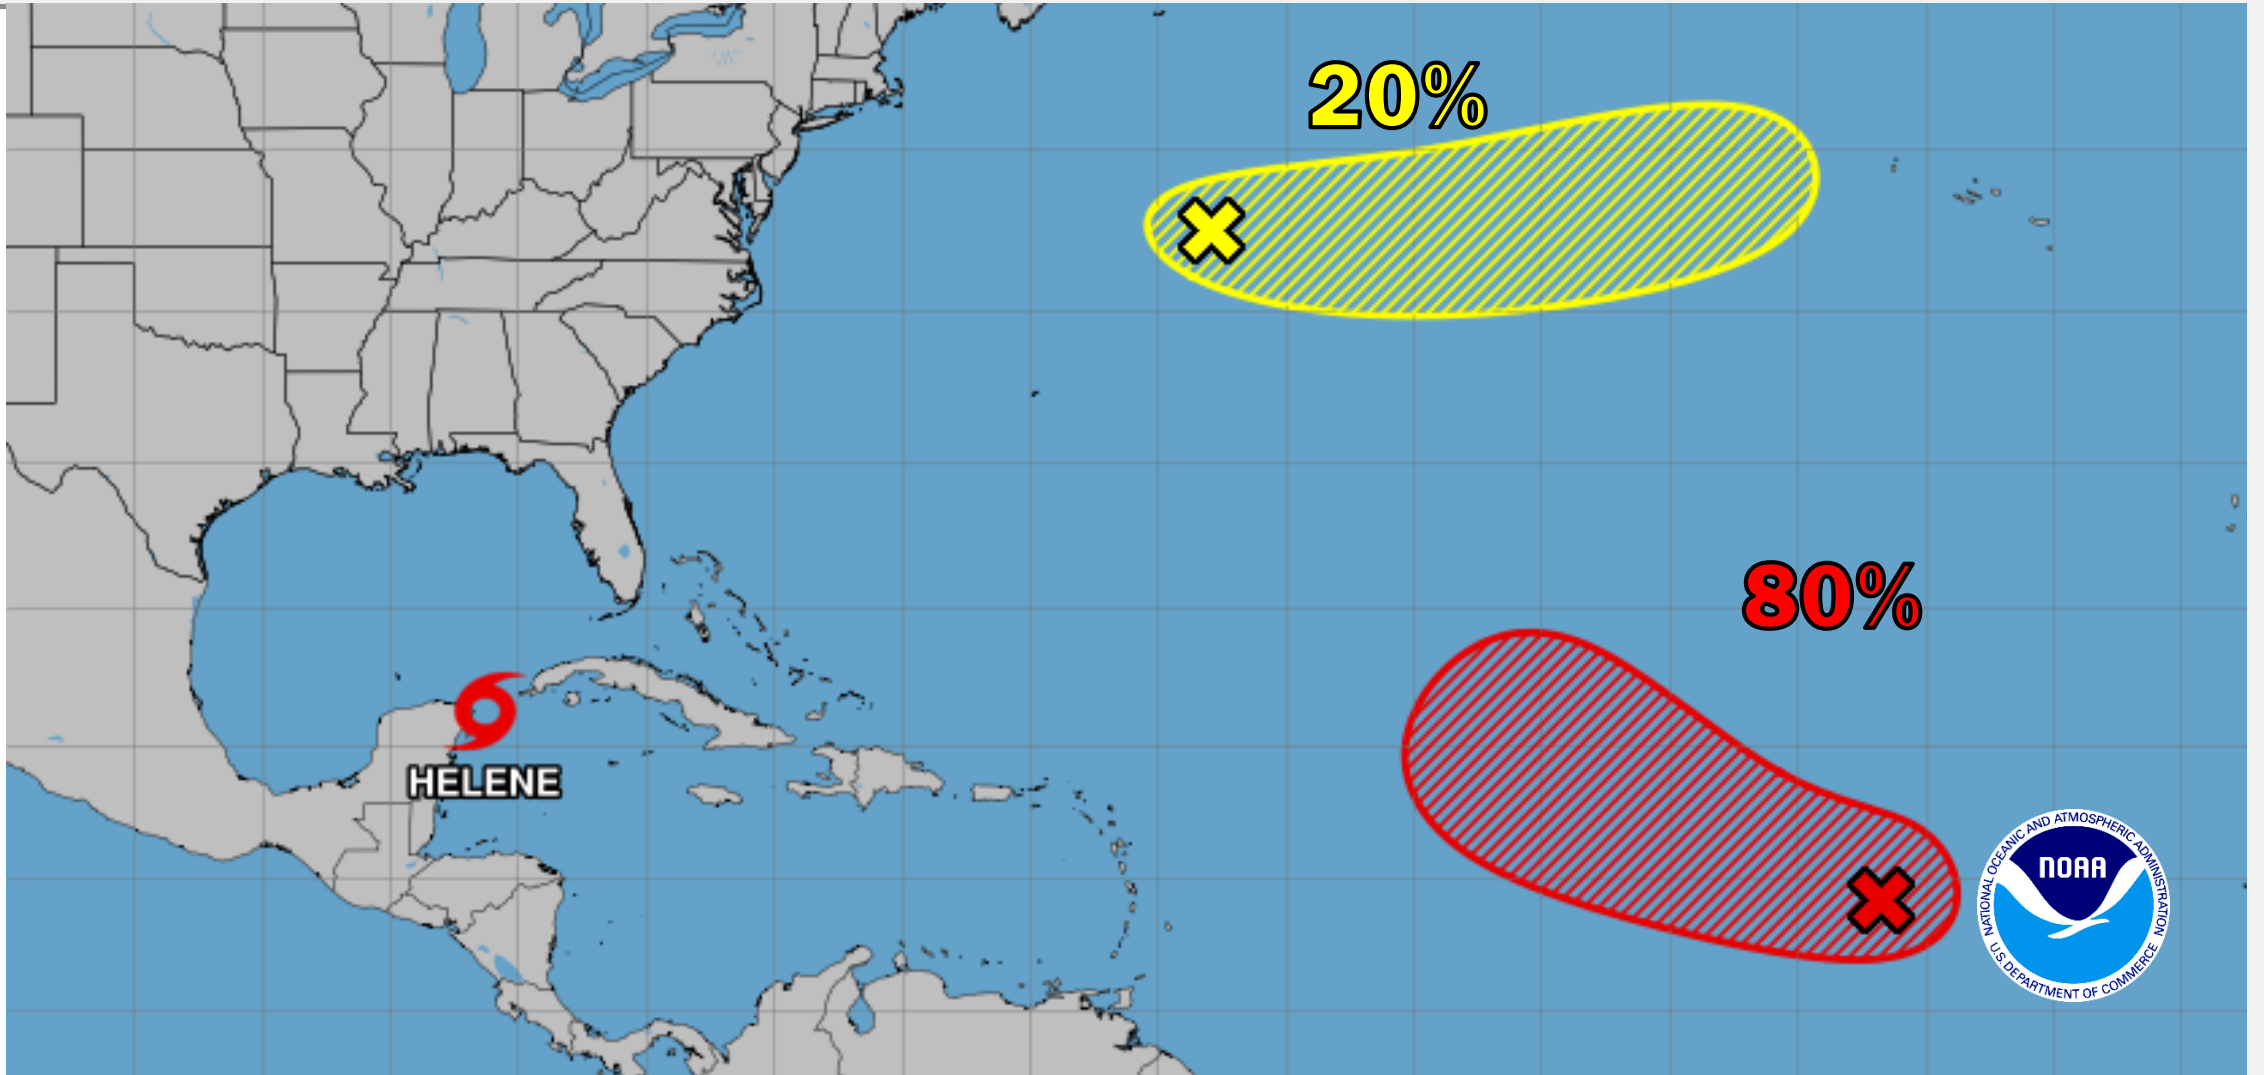 20%
80%
HELENE
NATIONAL OCEANIC AND ATMOSPHERIC ADMINISTRATION
NOAA
U.S. DEPARTMENT OF COMMERCE